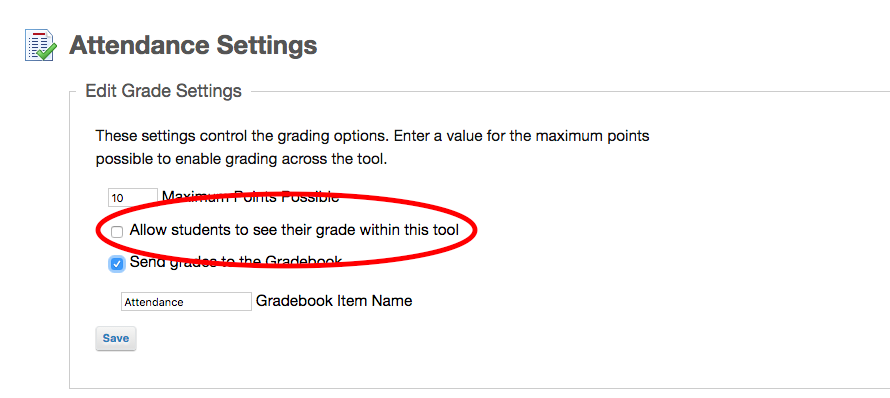 Attendance Settings
Edit Grade Settings
These settings control the grading options. Enter a value for the maximum points
possible to enable grading across the tool.
10 Maximum Points Possible
Allow students to see their grade within this tool
Send grades to the Gradebook
Attendance Gradebook Item Name
Save